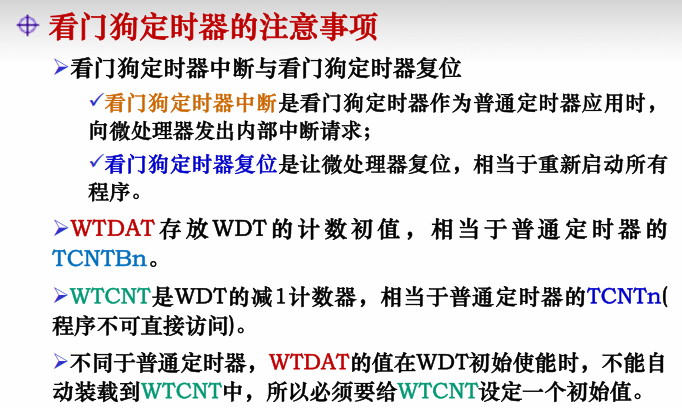 看门狗定时器的注意事项
➢看门狗定时器中断与看门狗定时器复位
✓看门狗定时器中断是看门狗定时器作为普通定时器应用时，
向微处理器发出内部中断请求；
✓看门狗定时器复位是让微处理器复位，相当于重新启动所有
程序。
➢WTDAT存放WDT的计数初值，相当于普通定时器的
TCNTBn。
➢WTCNT是WDT的减1计数器，相当于普通定时器的TCNTn(
程序不可直接访问)。
➢不同于普通定时器，WTDAT的值在WDT初始使能时，不能自
动装载到WTCNT中，所以必须要给WTCNT设定一个初始值。